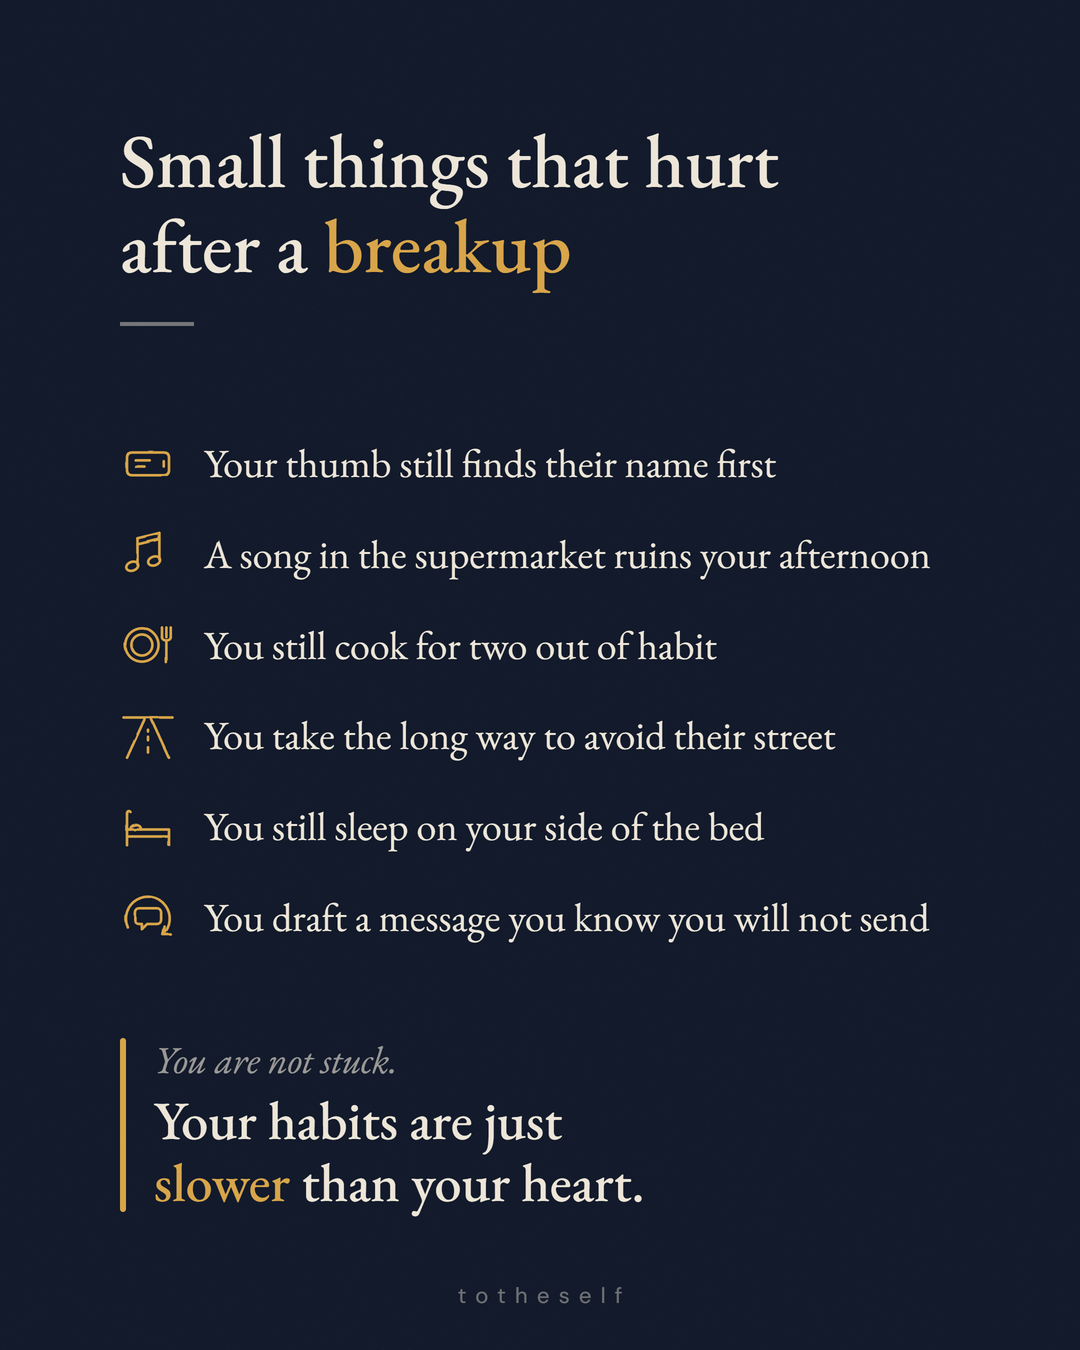 Small things that hurt
after a breakup
Your thumb still finds their name first
A song in the supermarket ruins your afternoon
You still cook for two out of habit
You take the long way to avoid their street
You still sleep on your side of the bed
You draft a message you know you will not send
You are not stuck.
Your habits are just
slower than your heart.
totheself